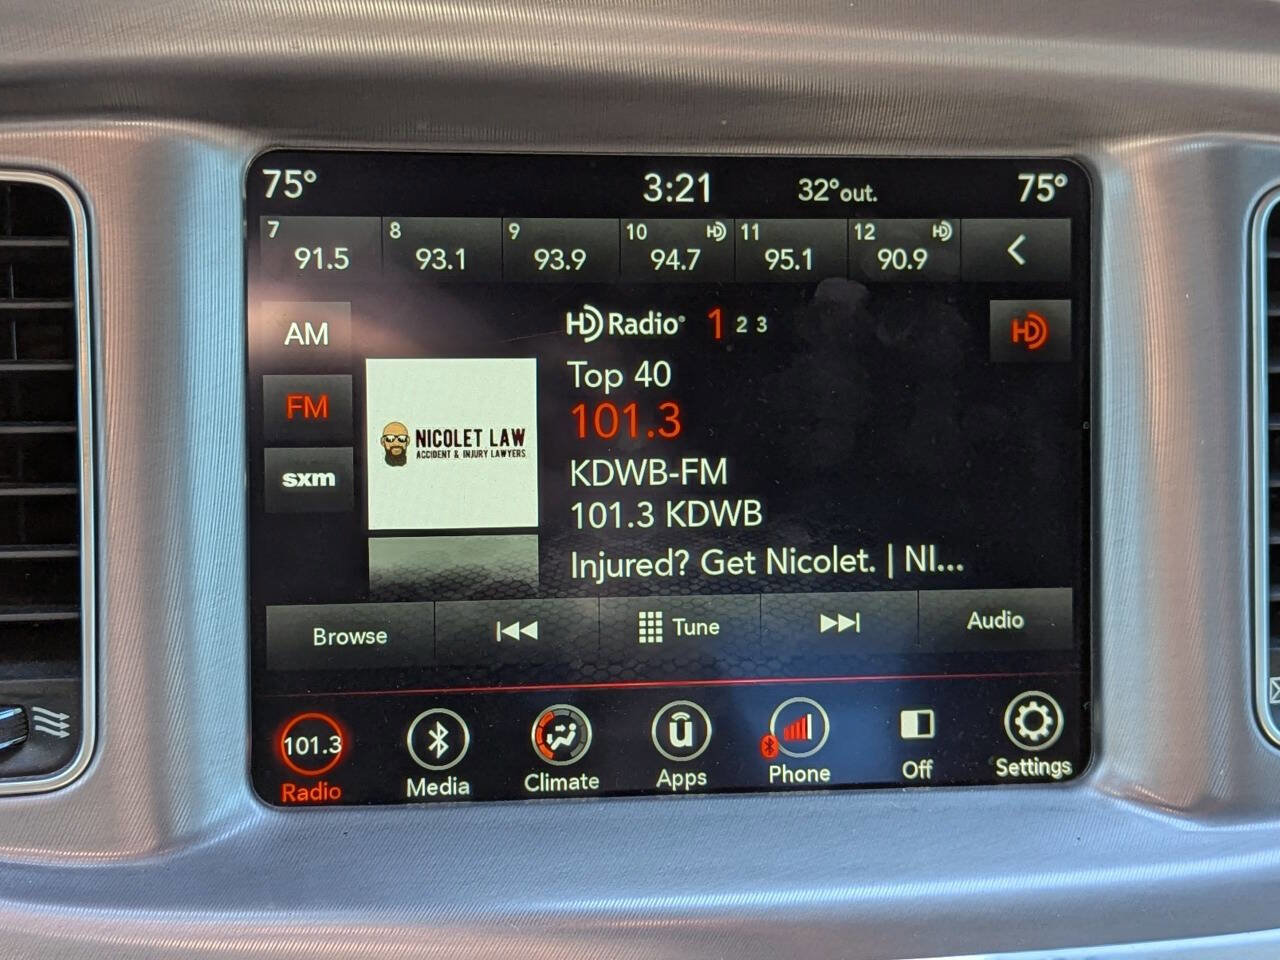 75° 3:21 32°out. 75°
7 8 9 10 HD 11 12 HD
91.5 93.1 93.9 94.7 95.1 90.9
AM
HD Radio® 1 2 3
HD
Top 40
FM
101.3
NICOLET LAW
ACCIDENT & INJURY LAWYERS
KDWB-FM
sxm
101.3 KDWB
Injured? Get Nicolet. | NI...
Browse Tune Audio
101.3 u
Radio Media Climate Apps Phone Off Settings